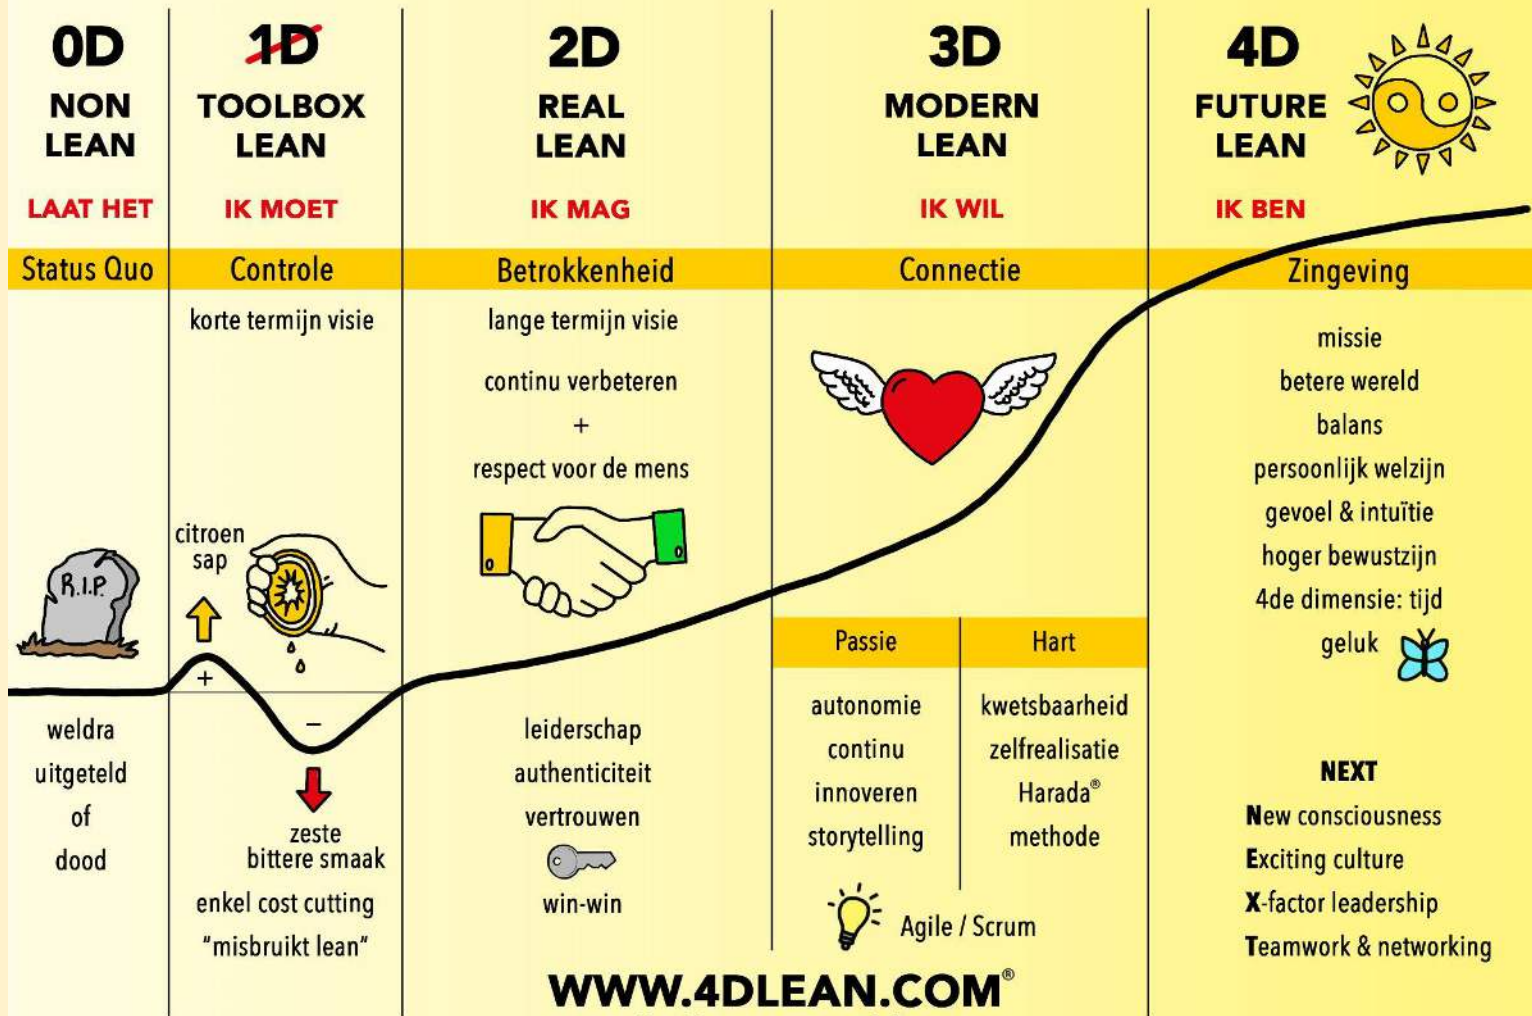 0D
NON
LEAN
LAAT HET
Status Quo
R.I.P.
weldra
uitgeteld
of
dood
1D
TOOLBOX
LEAN
IK MOET
Controle
korte termijn visie
citroen
sap
+
–
zeste
bittere smaak
enkel cost cutting
"misbruikt lean"
2D
REAL
LEAN
IK MAG
Betrokkenheid
lange termijn visie
continu verbeteren
+
respect voor de mens
leiderschap
authenticiteit
vertrouwen
win-win
3D
MODERN
LEAN
IK WIL
Connectie
Passie
autonomie
continu
innoveren
storytelling
Hart
kwetsbaarheid
zelfrealisatie
Harada®
methode
Agile / Scrum
4D
FUTURE
LEAN
IK BEN
Zingeving
missie
betere wereld
balans
persoonlijk welzijn
gevoel & intuïtie
hoger bewustzijn
4de dimensie: tijd
geluk
NEXT
New consciousness
Exciting culture
X-factor leadership
Teamwork & networking
WWW.4DLEAN.COM®